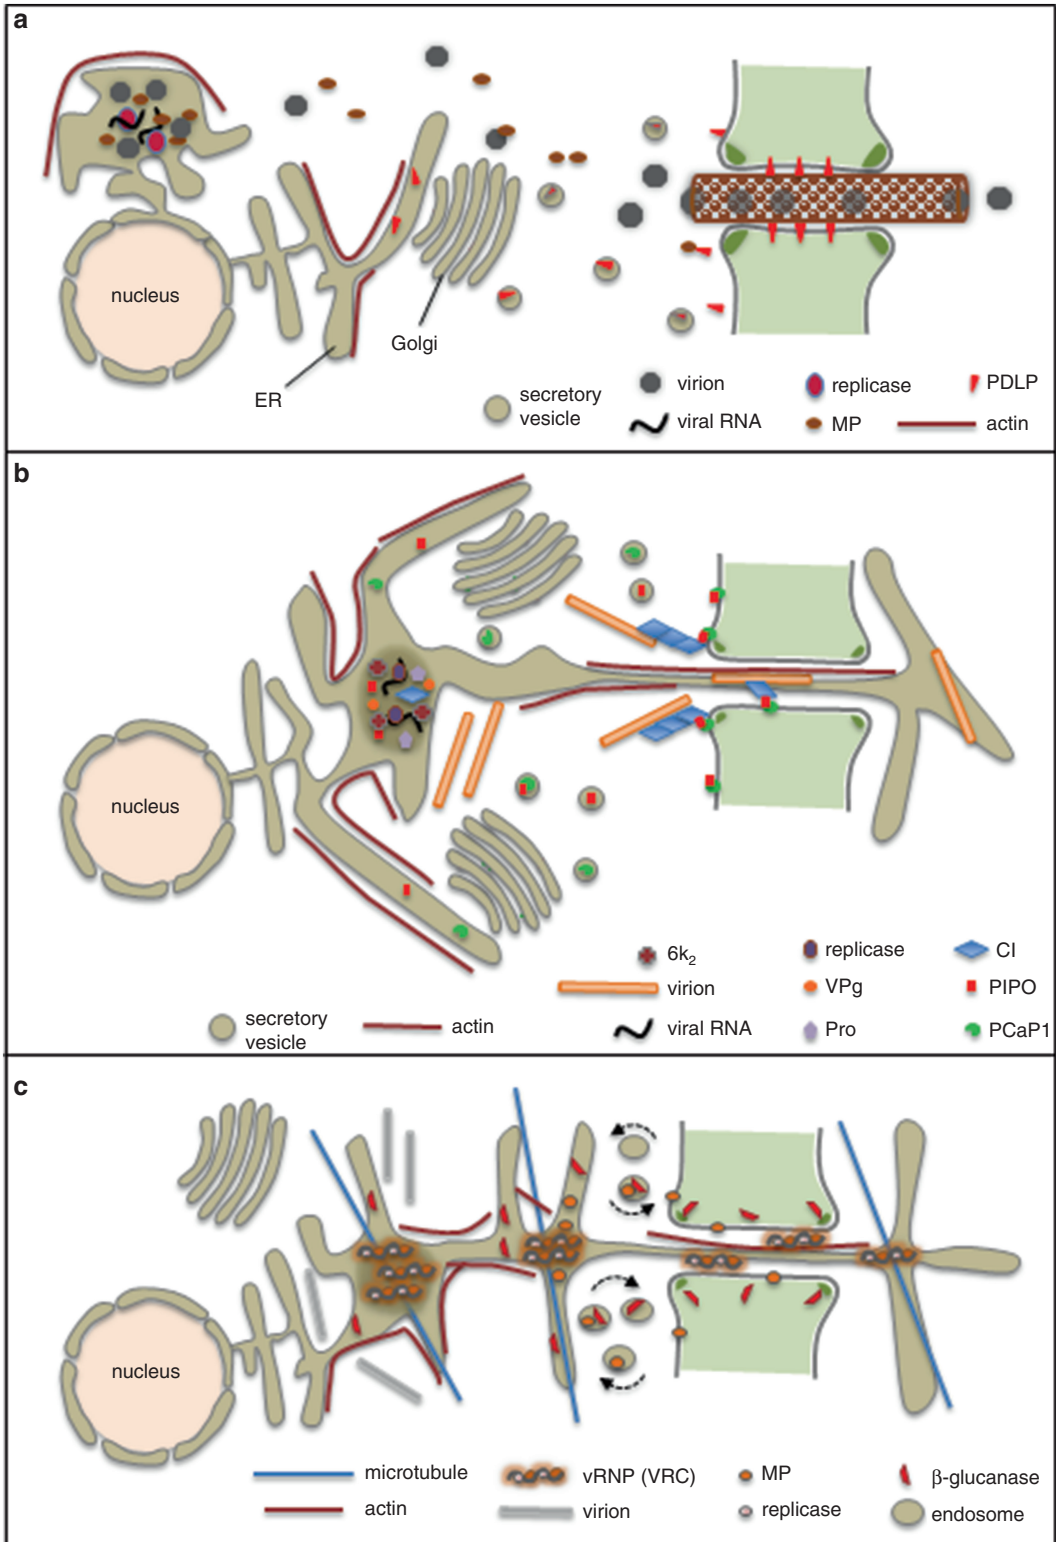 a
nucleus
Golgi
ER
secretory
vesicle
virion
viral RNA
replicase
MP
PDLP
actin
b
nucleus
secretory
vesicle
actin
6k₂
virion
viral RNA
replicase
VPg
Pro
CI
PIPO
PCaP1
c
nucleus
microtubule
actin
vRNP (VRC)
virion
MP
replicase
β-glucanase
endosome